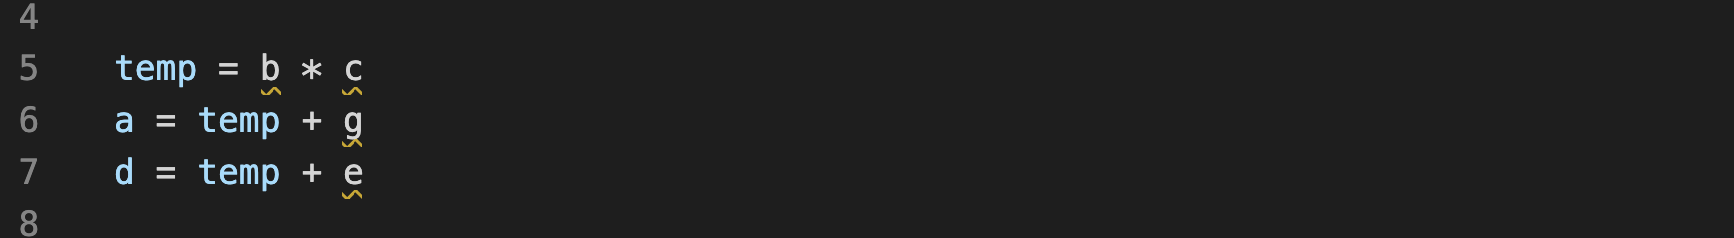 4
5 temp = b * c
6 a = temp + g
7 d = temp + e
8